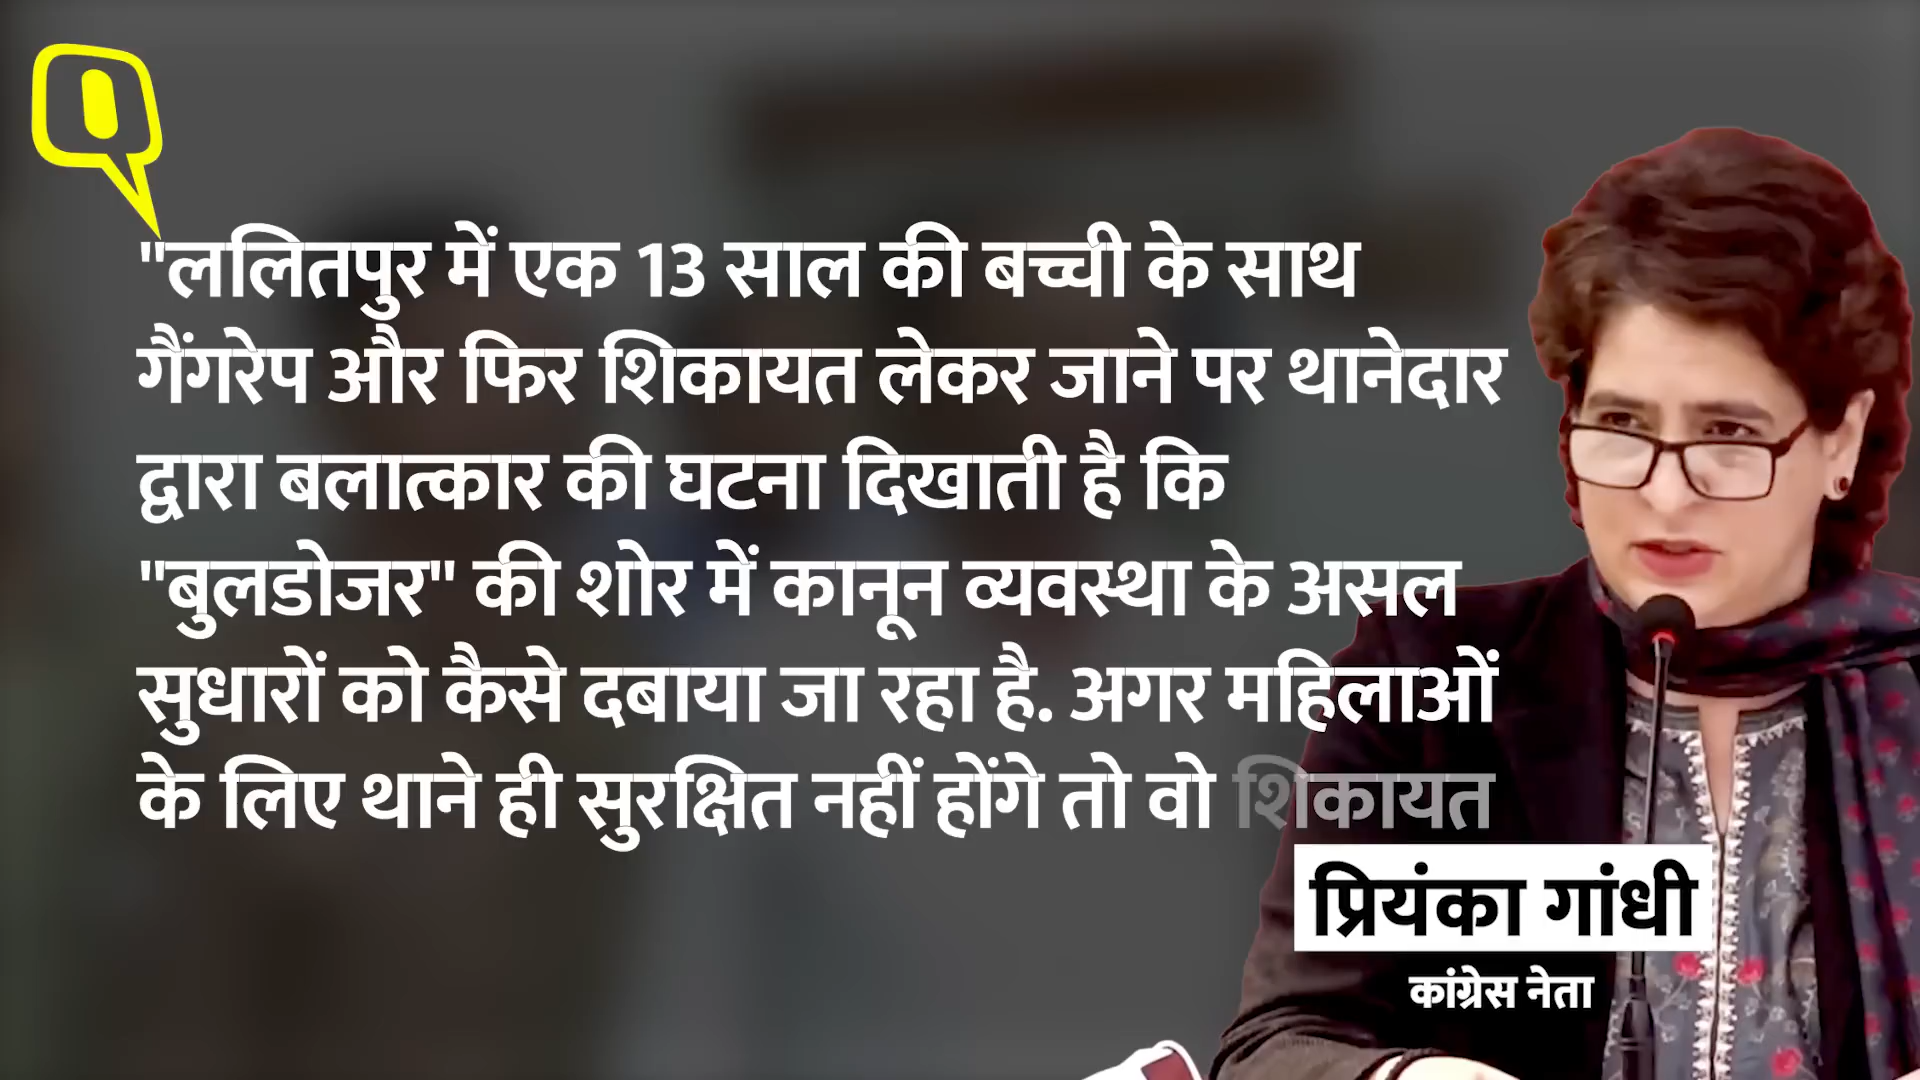 "ललितपुर में एक 13 साल की बच्ची के साथ
गैंगरेप और फिर शिकायत लेकर जाने पर थानेदार
द्वारा बलात्कार की घटना दिखाती है कि
"बुलडोजर" की शोर में कानून व्यवस्था के असल
सुधारों को कैसे दबाया जा रहा है. अगर महिलाओं
के लिए थाने ही सुरक्षित नहीं होंगे तो वो शिकायत
प्रियंका गांधी
कांग्रेस नेता